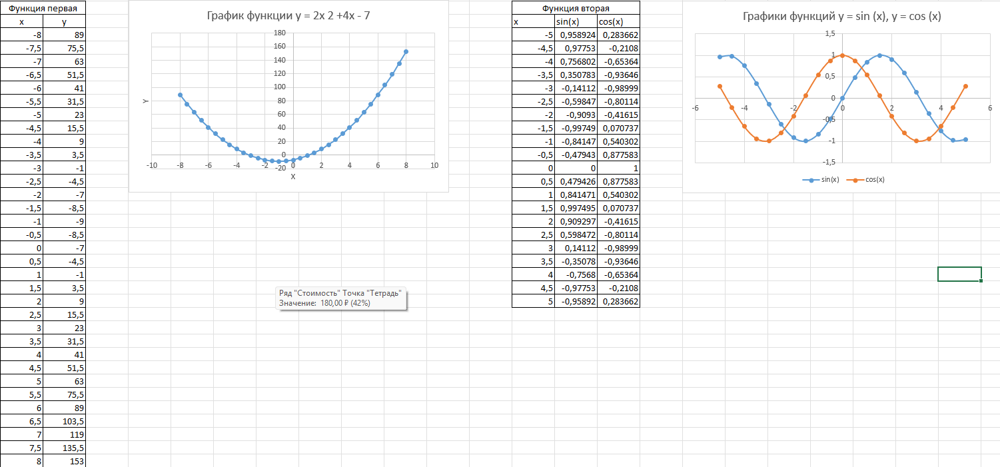 Функция первая
x y
-8 89
-7,5 75,5
-7 63
-6,5 51,5
-6 41
-5,5 31,5
-5 23
-4,5 15,5
-4 9
-3,5 3,5
-3 -1
-2,5 -4,5
-2 -7
-1,5 -8,5
-1 -9
-0,5 -8,5
0 -7
0,5 -4,5
1 -1
1,5 3,5
2 9
2,5 15,5
3 23
3,5 31,5
4 41
4,5 51,5
5 63
5,5 75,5
6 89
6,5 103,5
7 119
7,5 135,5
8 153
График функции y = 2x 2 +4x - 7
180
160
140
120
100
80
60
40
20
0
-20
Y
-10 -8 -6 -4 -2 0 2 4 6 8 10
X
Ряд "Стоимость" Точка "Тетрадь"
Значение: 180,00 ₽ (42%)
Функция вторая
x sin(x) cos(x)
-5 0,958924 0,283662
-4,5 0,97753 -0,2108
-4 0,756802 -0,65364
-3,5 0,350783 -0,93646
-3 -0,14112 -0,98999
-2,5 -0,59847 -0,80114
-2 -0,9093 -0,41615
-1,5 -0,99749 0,070737
-1 -0,84147 0,540302
-0,5 -0,47943 0,877583
0 0 1
0,5 0,479426 0,877583
1 0,841471 0,540302
1,5 0,997495 0,070737
2 0,909297 -0,41615
2,5 0,598472 -0,80114
3 0,14112 -0,98999
3,5 -0,35078 -0,93646
4 -0,7568 -0,65364
4,5 -0,97753 -0,2108
5 -0,95892 0,283662
Графики функций y = sin (x), y = cos (x)
1,5
1
0,5
0
-0,5
-1
-1,5
-6 -4 -2 0 2 4 6
sin(x) cos(x)